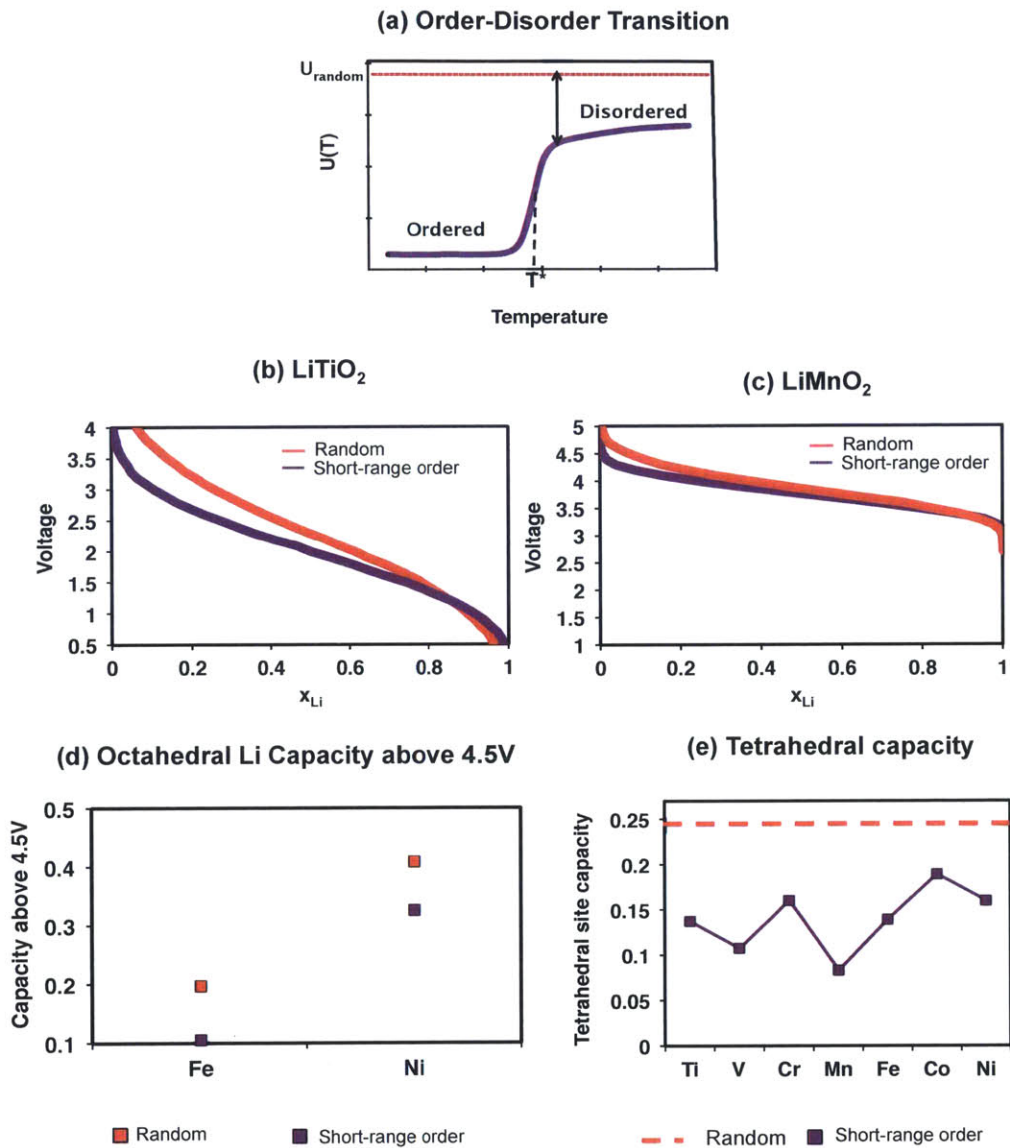 (a) Order-Disorder Transition
U_random
Disordered
U(T)
Ordered
T*
Temperature
(b) LiTiO₂
4
3.5
3
2.5
2
1.5
1
0.5
Voltage
Random
Short-range order
0 0.2 0.4 0.6 0.8 1
x_Li
(c) LiMnO₂
5
4.5
4
3.5
3
2.5
2
1.5
1
Voltage
Random
Short-range order
0 0.2 0.4 0.6 0.8 1
x_Li
(d) Octahedral Li Capacity above 4.5V
0.5
0.4
0.3
0.2
0.1
Capacity above 4.5V
Fe Ni
Random Short-range order
(e) Tetrahedral capacity
0.25
0.2
0.15
0.1
0.05
0
Tetrahedral site capacity
Ti V Cr Mn Fe Co Ni
Random Short-range order